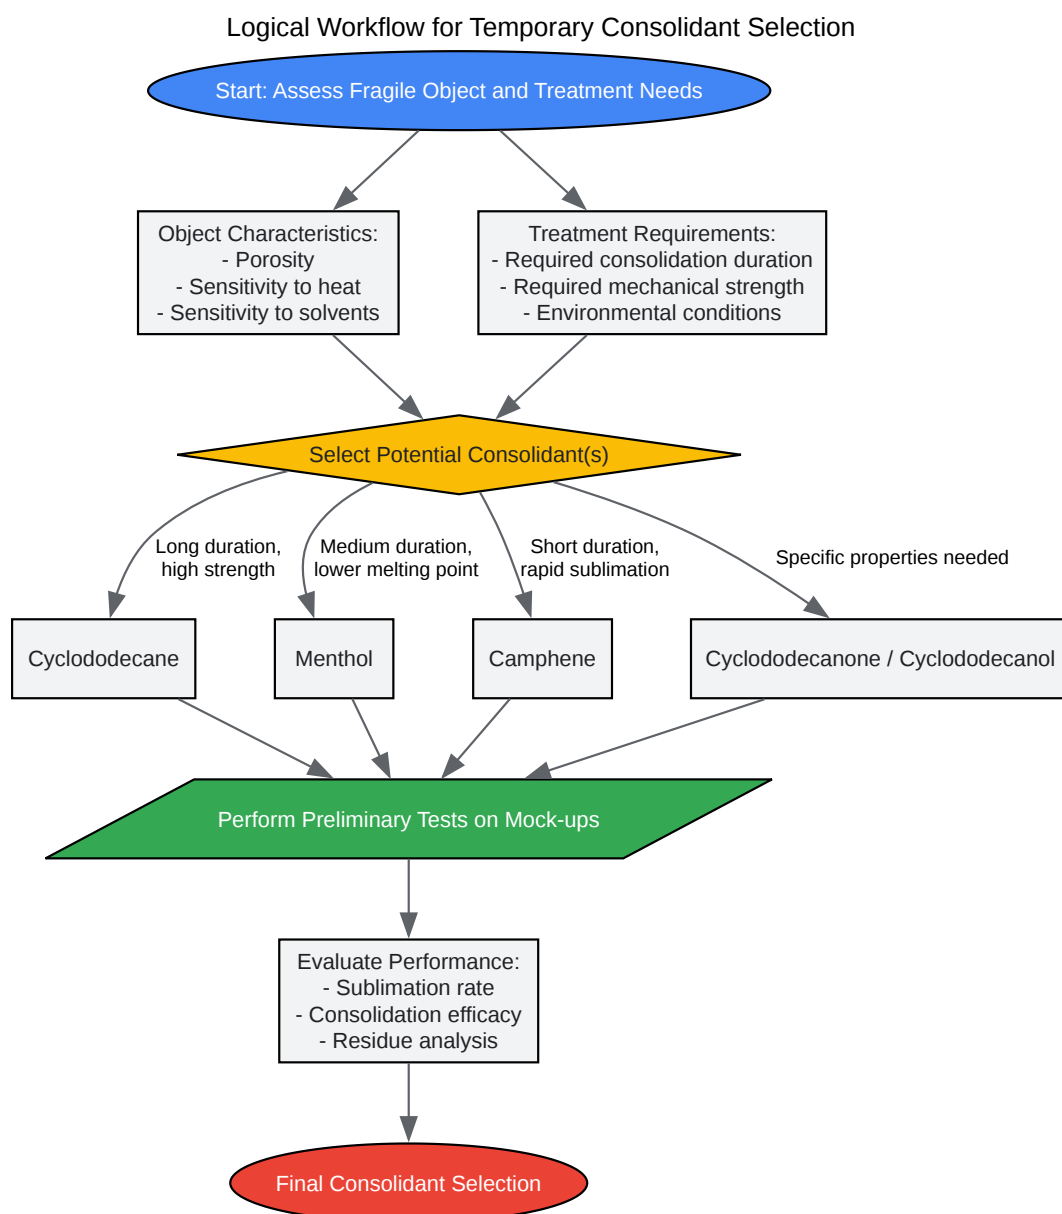 Logical Workflow for Temporary Consolidant Selection
Start: Assess Fragile Object and Treatment Needs
Object Characteristics:
- Porosity
- Sensitivity to heat
- Sensitivity to solvents
Treatment Requirements:
- Required consolidation duration
- Required mechanical strength
- Environmental conditions
Select Potential Consolidant(s)
Long duration,
high strength
Medium duration,
lower melting point
Short duration,
rapid sublimation
Specific properties needed
Cyclododecane
Menthol
Camphene
Cyclododecanone / Cyclododecanol
Perform Preliminary Tests on Mock-ups
Evaluate Performance:
- Sublimation rate
- Consolidation efficacy
- Residue analysis
Final Consolidant Selection